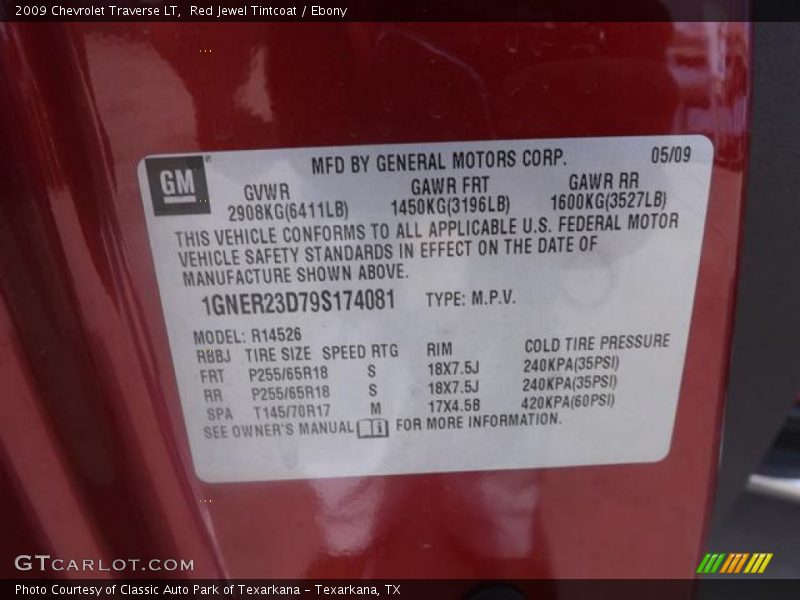 2009 Chevrolet Traverse LT, Red Jewel Tintcoat / Ebony
GM
MFD BY GENERAL MOTORS CORP. 05/09
GVWR GAWR FRT GAWR RR
2908KG(6411LB) 1450KG(3196LB) 1600KG(3527LB)
THIS VEHICLE CONFORMS TO ALL APPLICABLE U.S. FEDERAL MOTOR
VEHICLE SAFETY STANDARDS IN EFFECT ON THE DATE OF
MANUFACTURE SHOWN ABOVE.
1GNER23D79S174081 TYPE: M.P.V.
MODEL: R14526
RBBJ TIRE SIZE SPEED RTG RIM COLD TIRE PRESSURE
FRT P255/65R18 S 18X7.5J 240KPA(35PSI)
RR P255/65R18 S 18X7.5J 240KPA(35PSI)
SPA T145/70R17 M 17X4.5B 420KPA(60PSI)
SEE OWNER'S MANUAL i FOR MORE INFORMATION.
GTCARLOT.COM
Photo Courtesy of Classic Auto Park of Texarkana - Texarkana, TX